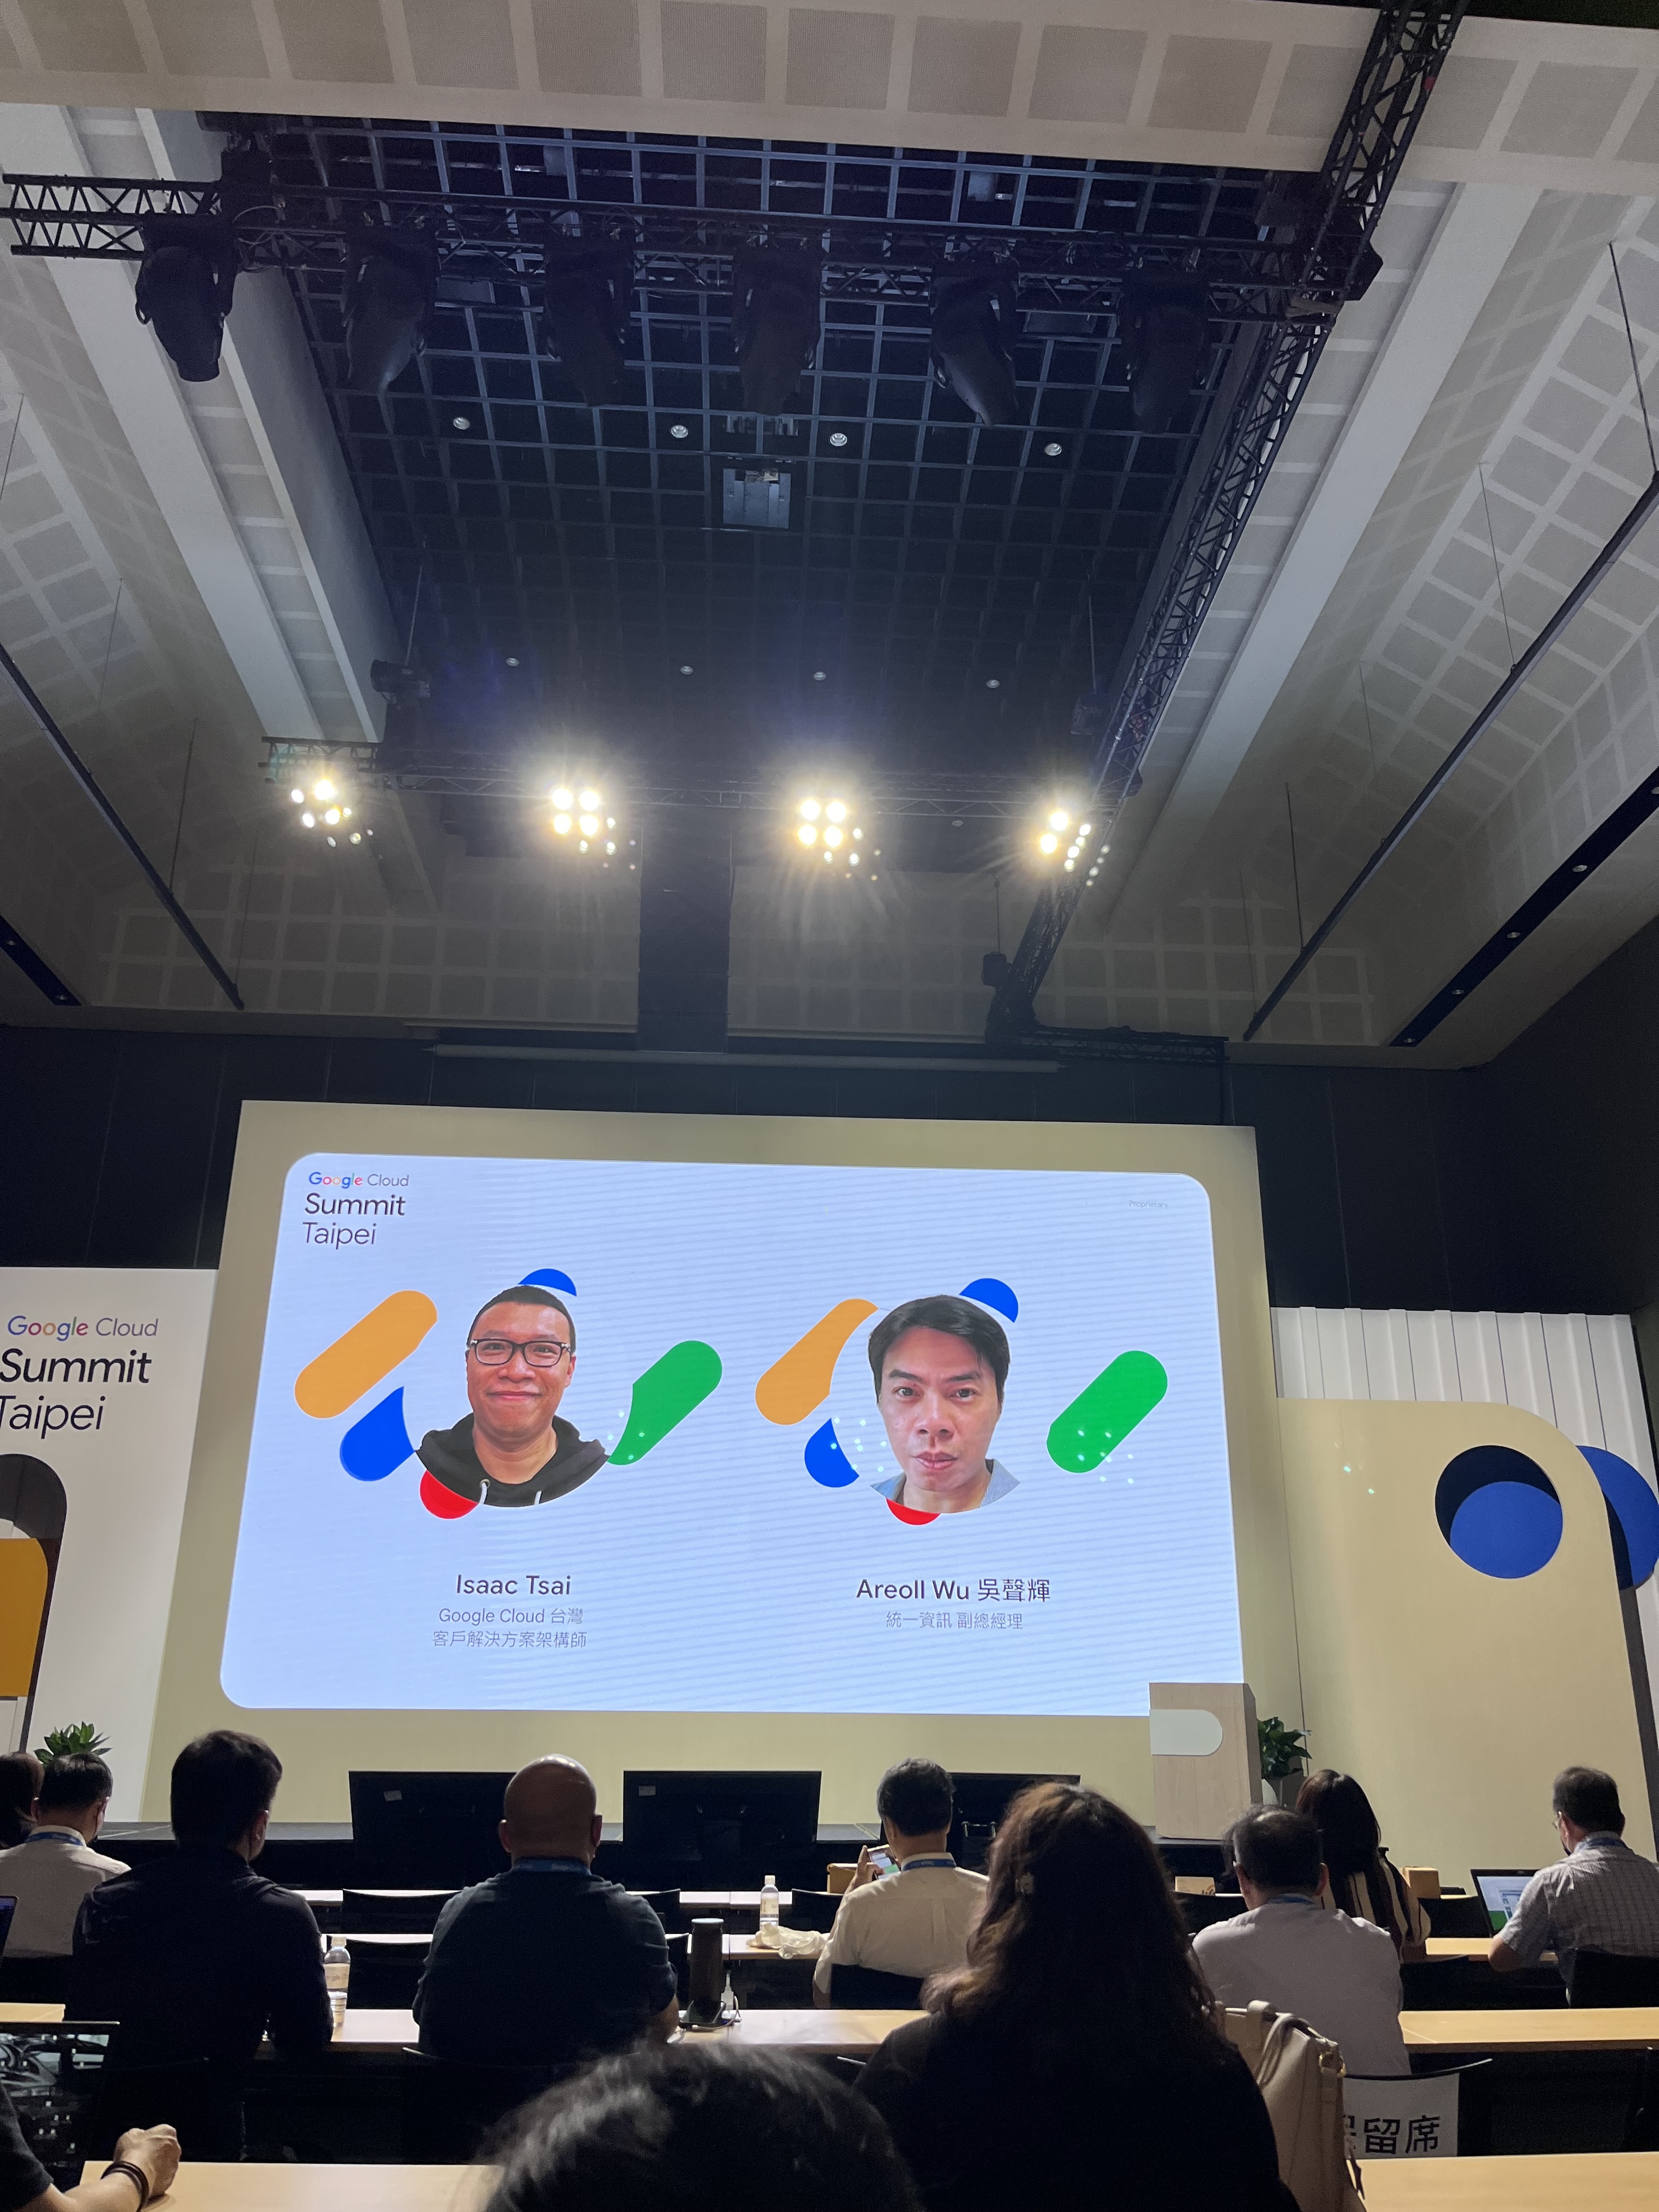 Google Cloud
Summit
Taipei
Proprietary
Google Cloud
Summit
Taipei
Isaac Tsai
Google Cloud 台灣
客戶解決方案架構師
Areoll Wu 吳聲輝
統一資訊 副總經理
留席